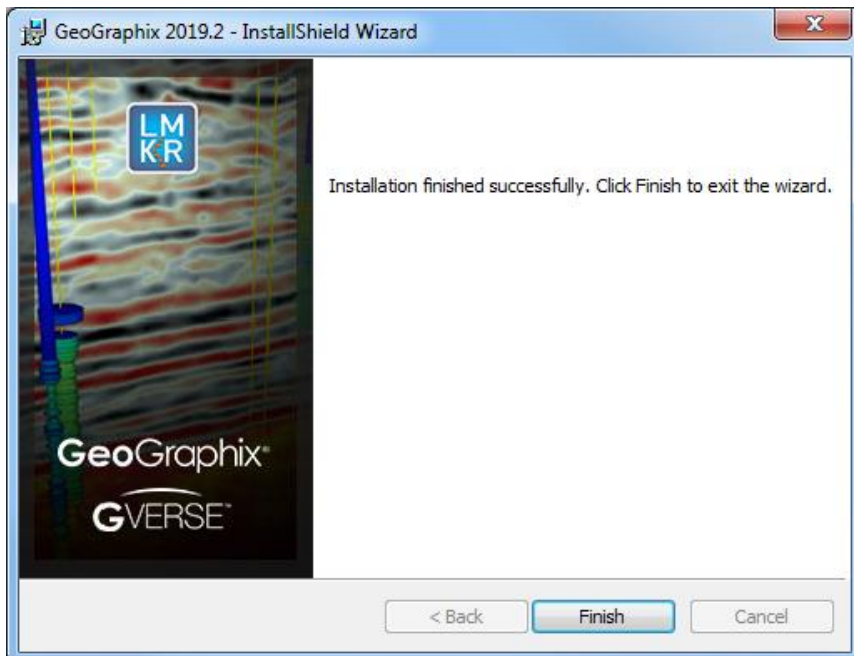 GeoGraphix 2019.2 - InstallShield Wizard
x
LM
KR
Installation finished successfully. Click Finish to exit the wizard.
GeoGraphix®
GVERSE™
< Back
Finish
Cancel